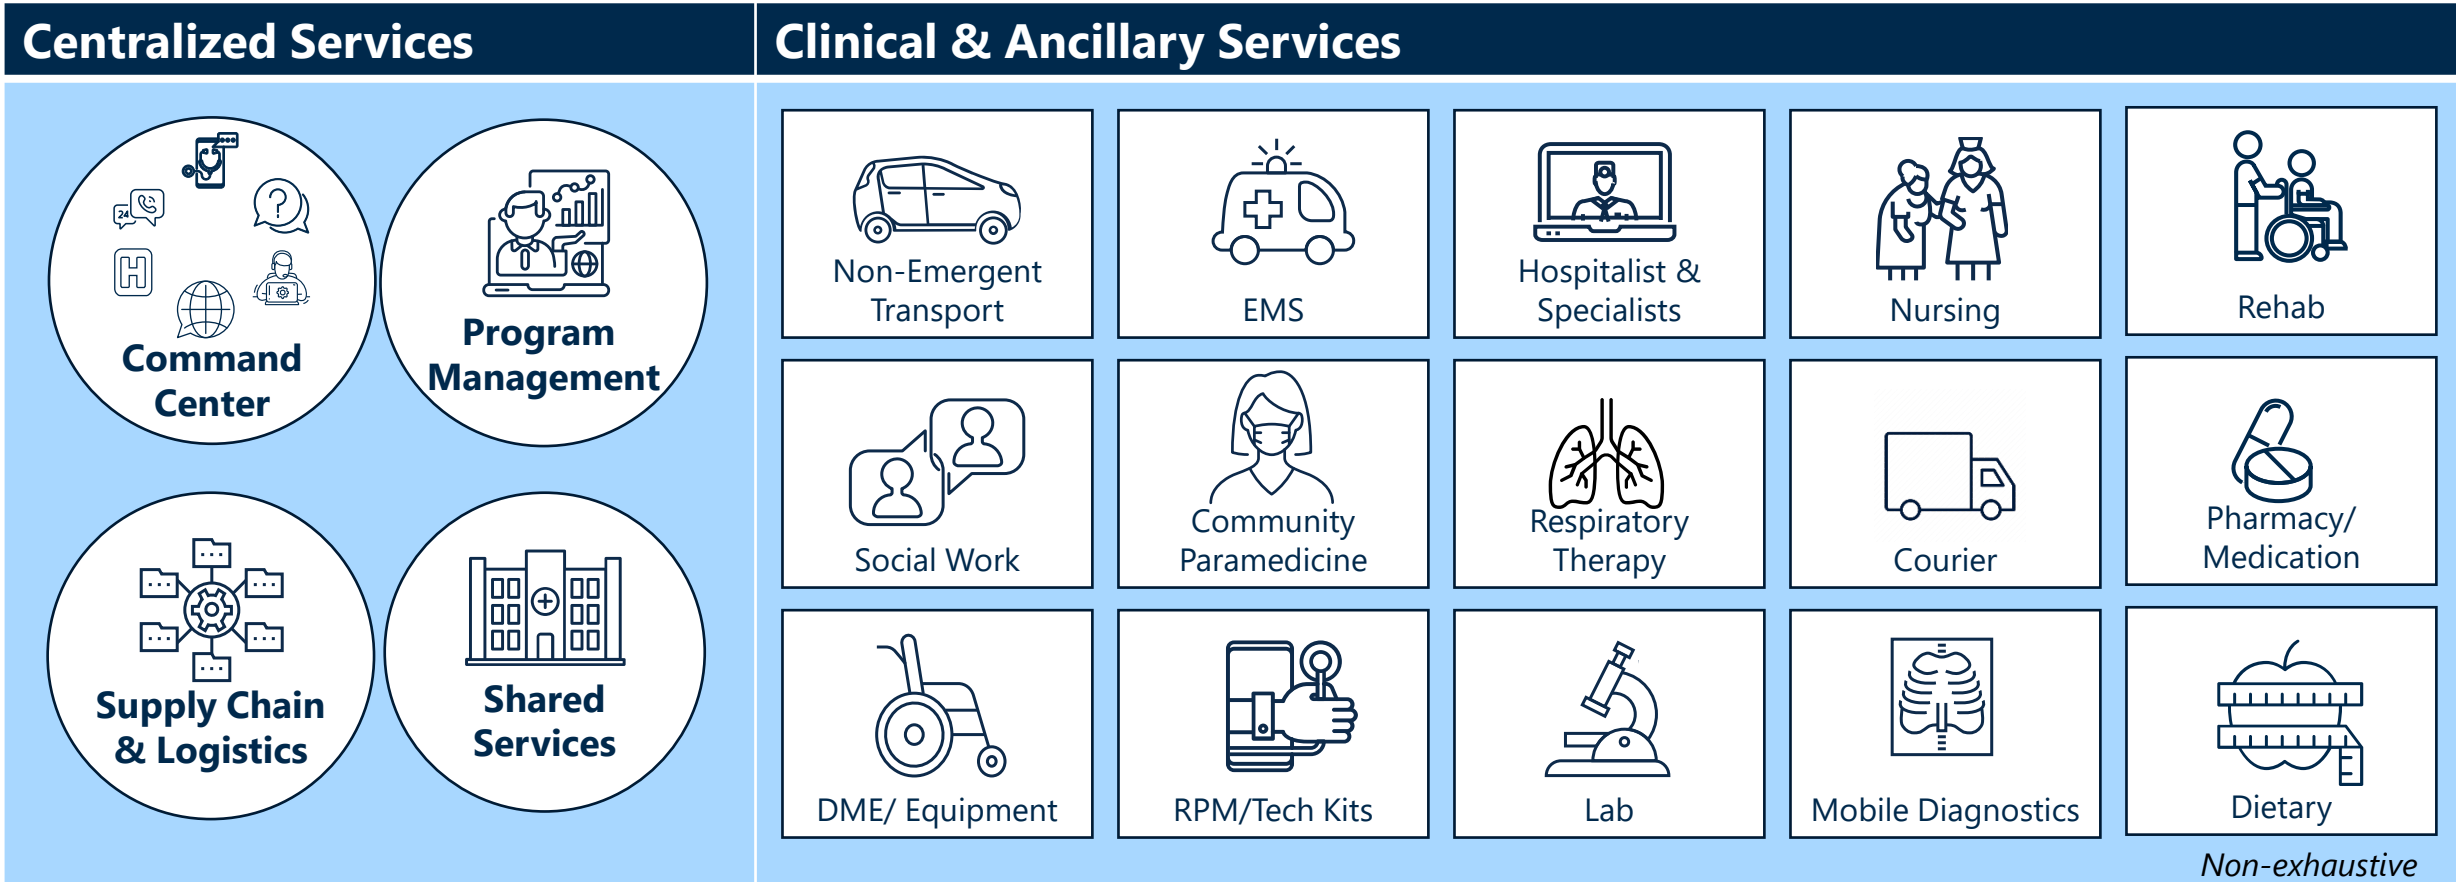 Centralized Services
Clinical & Ancillary Services
24
H
Command
Center
Program
Management
Supply Chain
& Logistics
Shared
Services
Non-Emergent
Transport
EMS
Hospitalist &
Specialists
Nursing
Rehab
Social Work
Community
Paramedicine
Respiratory
Therapy
Courier
Pharmacy/
Medication
DME/ Equipment
RPM/Tech Kits
Lab
Mobile Diagnostics
Dietary
Non-exhaustive